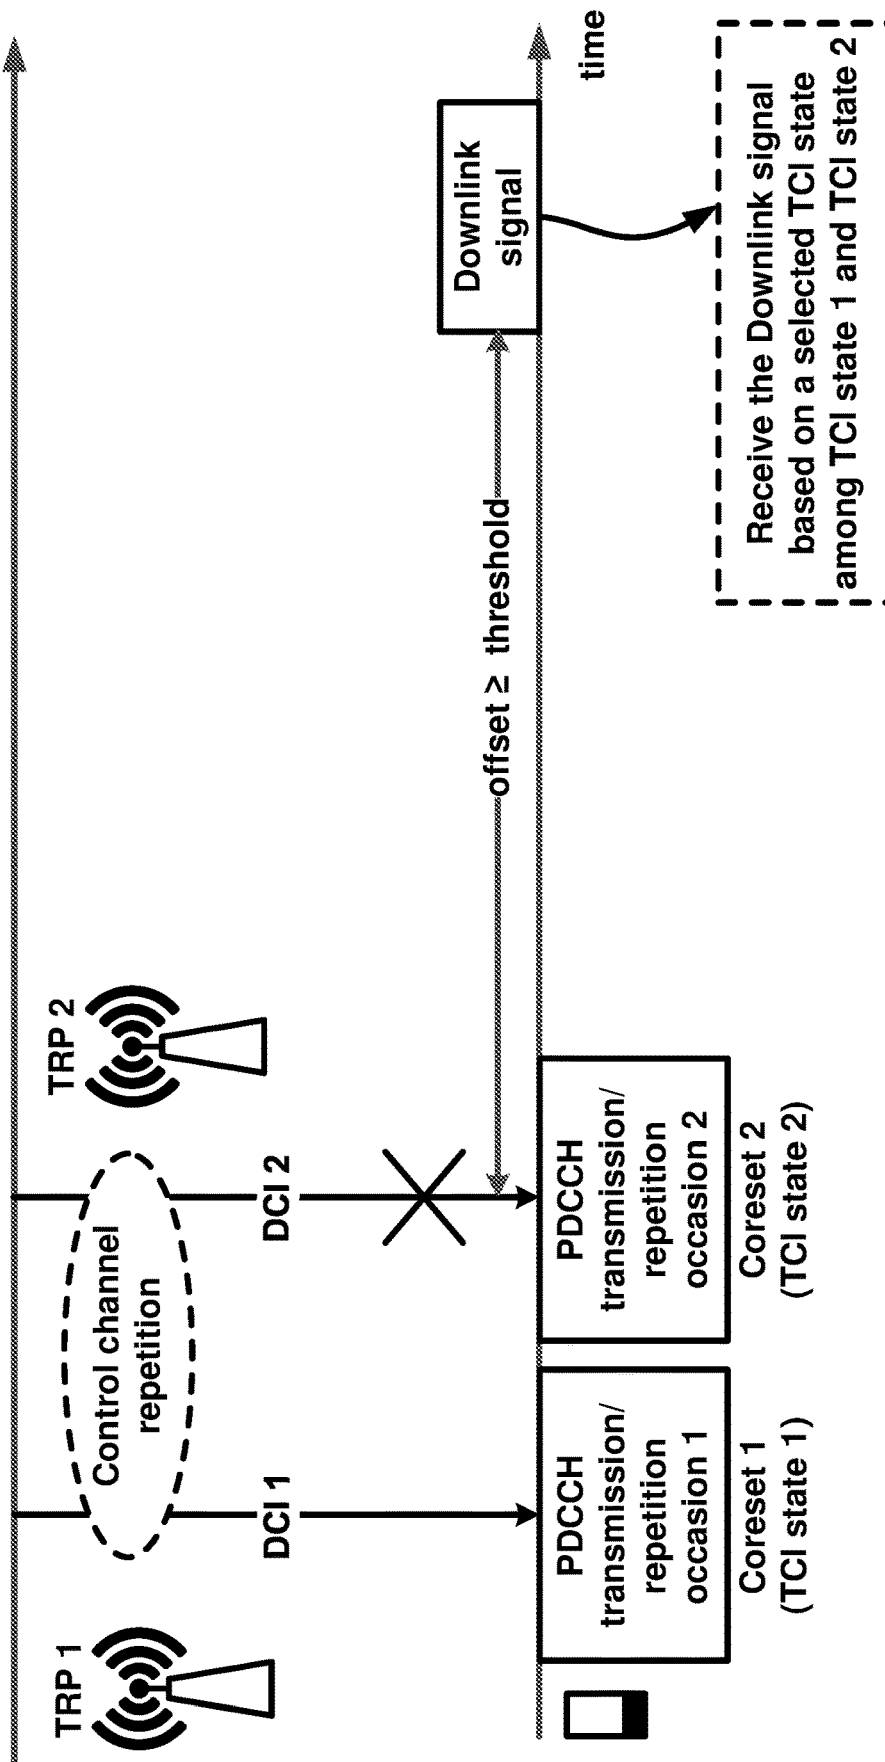 TRP 1
Control channel
repetition
TRP 2
DCI 1
DCI 2
offset ≥ threshold
Downlink
signal
time
PDCCH
transmission/
repetition
occasion 1
Coreset 1
(TCI state 1)
PDCCH
transmission/
repetition
occasion 2
Coreset 2
(TCI state 2)
Receive the Downlink signal
based on a selected TCI state
among TCI state 1 and TCI state 2